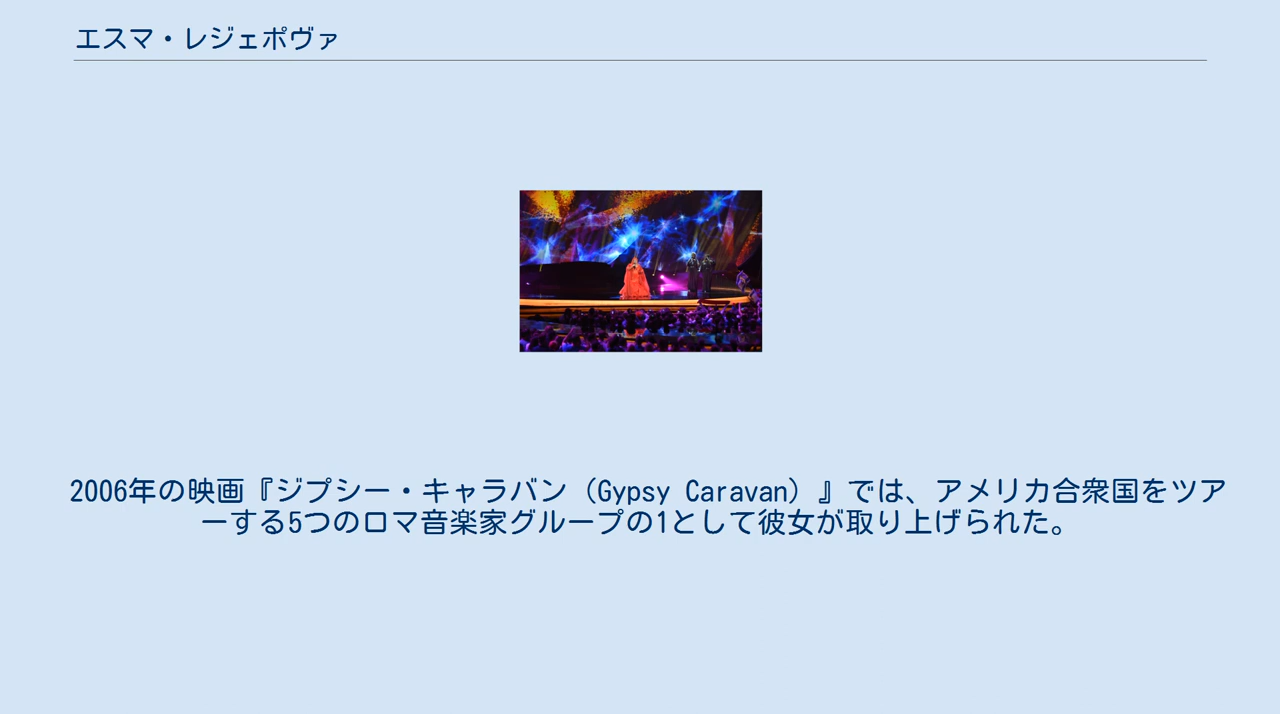 エスマ・レジェポヴァ
2006年の映画『ジプシー・キャラバン（Gypsy Caravan）』では、アメリカ合衆国をツア
ーする5つのロマ音楽家グループの1として彼女が取り上げられた。